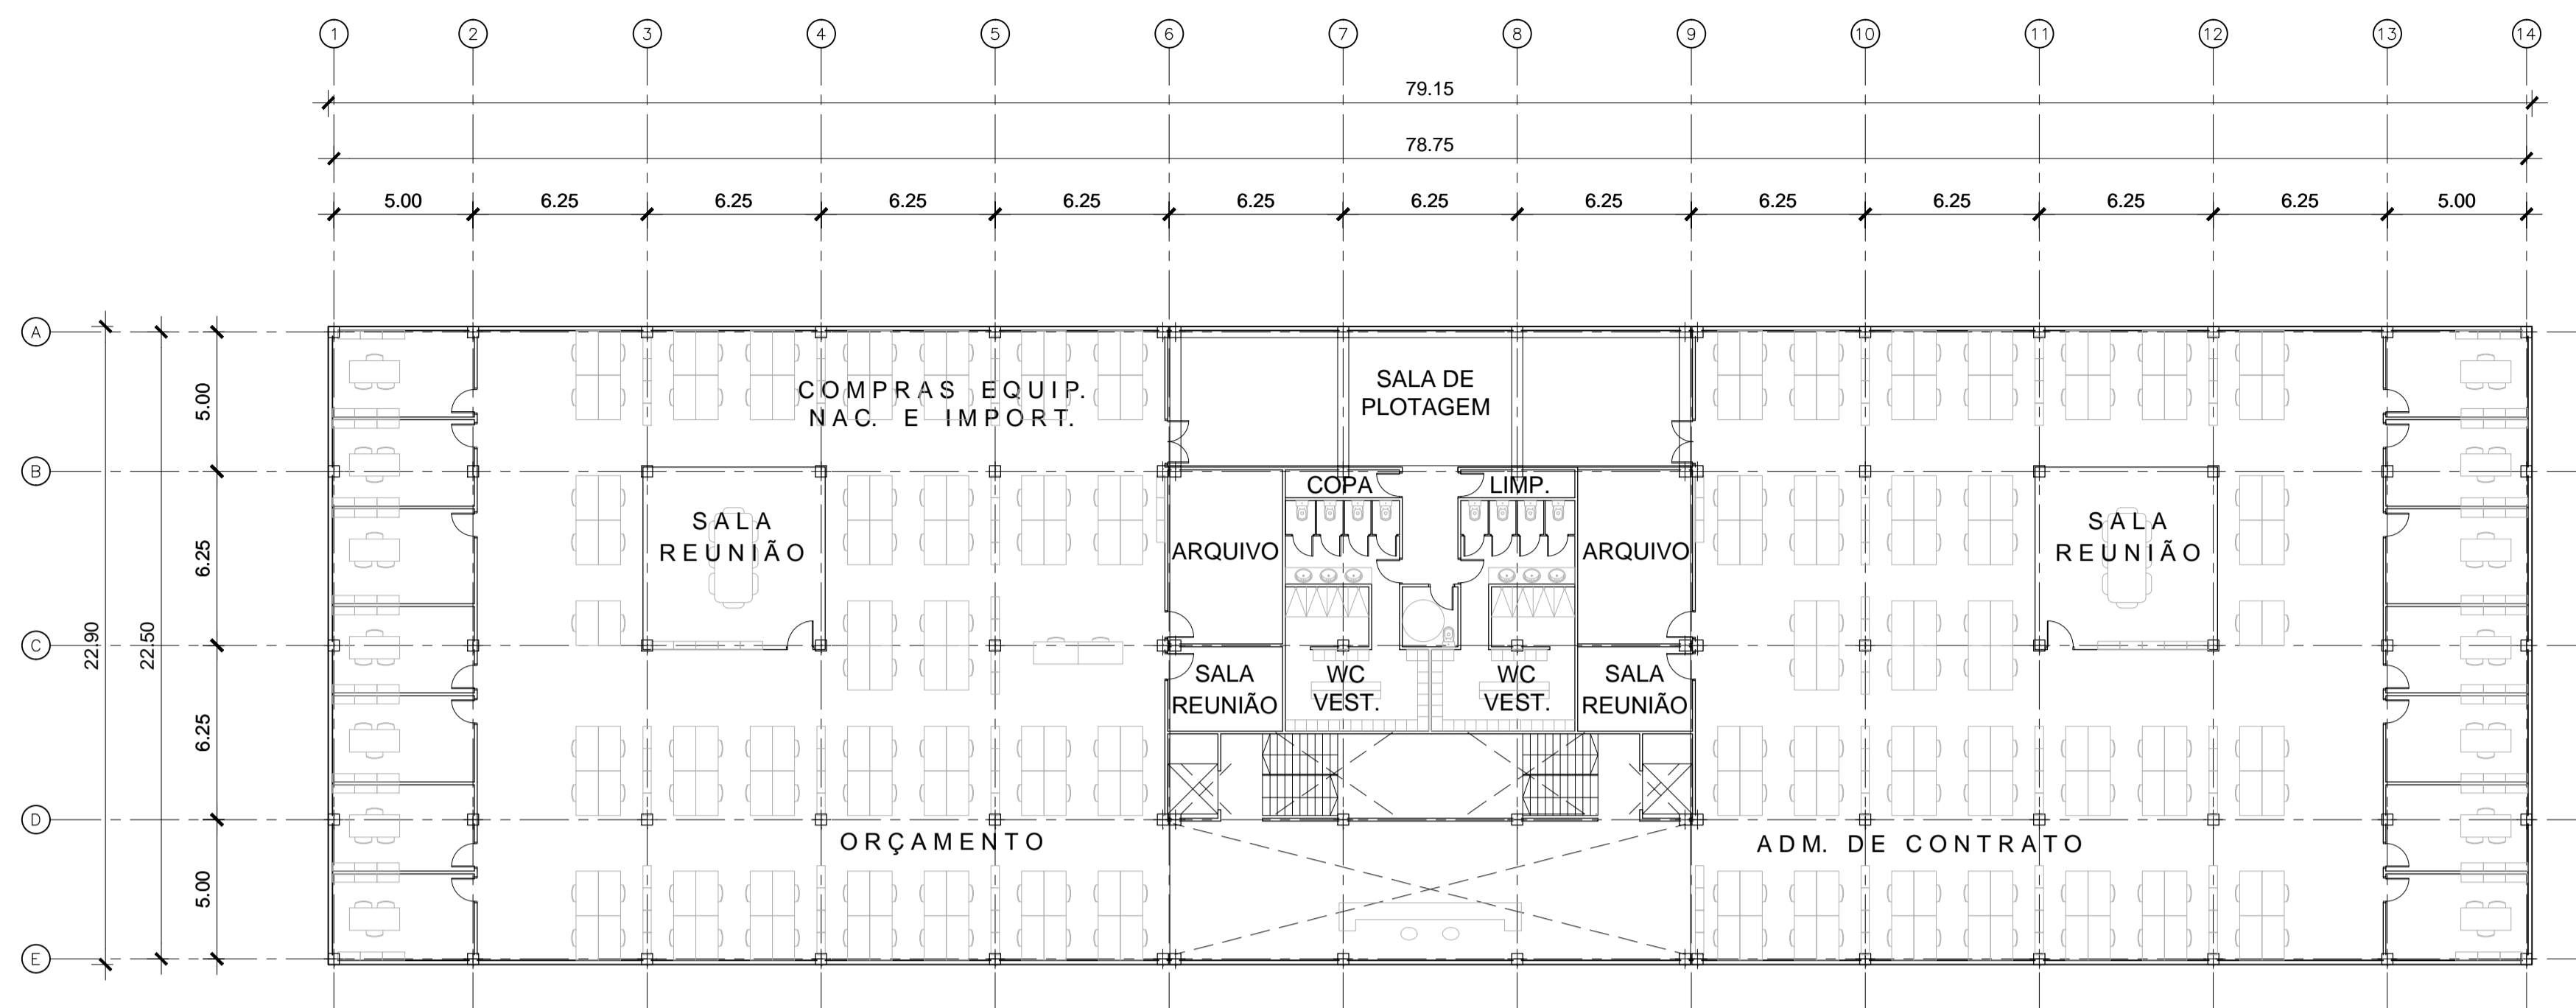 1 2 3 4 5 6 7 8 9 10 11 12 13 14
79.15
78.75
5.00 6.25 6.25 6.25 6.25 6.25 6.25 6.25 6.25 6.25 6.25 6.25 5.00
A
B
C
D
E
22.90
22.50
5.00
6.25
6.25
5.00
COMPRAS EQUIP.
NAC. E IMPORT.
SALA DE
PLOTAGEM
COPA
LIMP.
SALA
REUNIÃO
ARQUIVO
ARQUIVO
SALA
REUNIÃO
SALA
REUNIÃO
WC
VEST.
WC
VEST.
SALA
REUNIÃO
ORÇAMENTO
ADM. DE CONTRATO